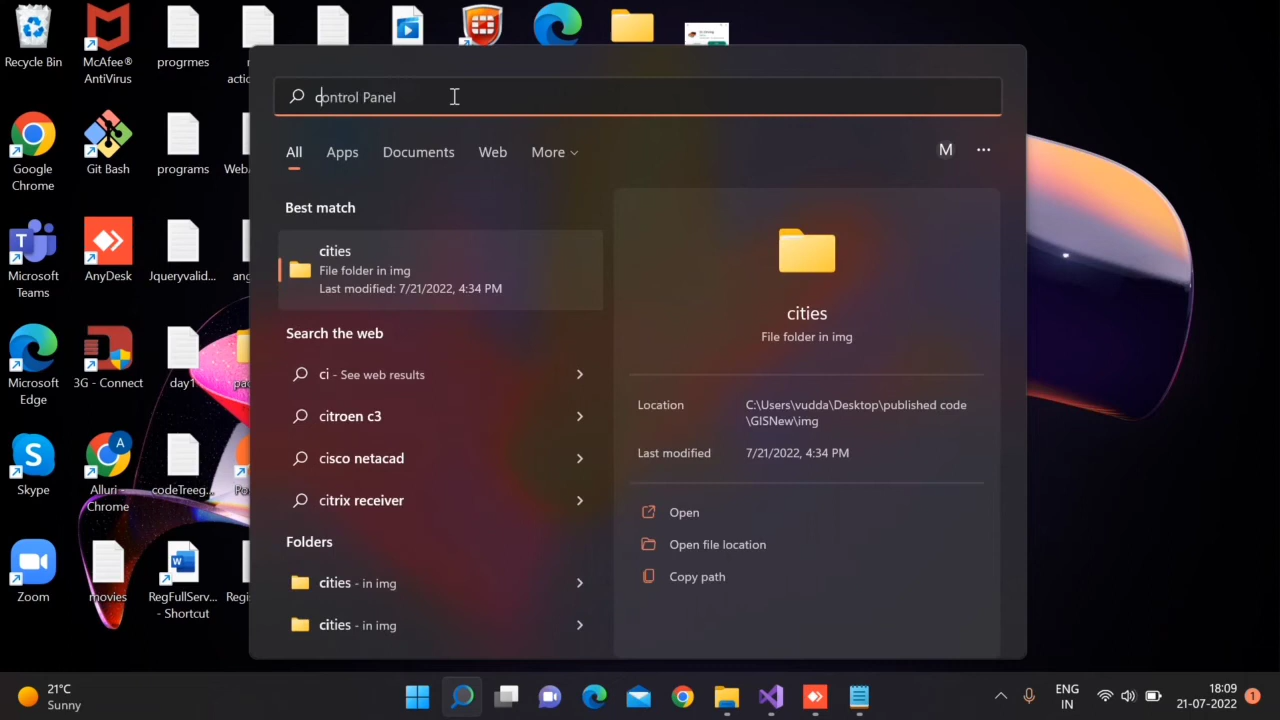 Recycle Bin
McAfee®
AntiVirus
progrmes
control Panel
All
Apps
Documents
Web
More
M
Best match
cities
File folder in img
Last modified: 7/21/2022, 4:34 PM
Search the web
ci - See web results
citroen c3
cisco netacad
citrix receiver
Folders
cities - in img
cities - in img
cities
File folder in img
Location
C:\Users\vudda\Desktop\published code
\GISNew\img
Last modified
7/21/2022, 4:34 PM
Open
Open file location
Copy path
Google
Chrome
Git Bash
programs
Microsoft
Teams
AnyDesk
Jqueryvalid...
Microsoft
Edge
3G - Connect
day1
Skype
Alluri -
Chrome
codeTreeg...
Zoom
movies
RegFullServ...
- Shortcut
21°C
Sunny
ENG
IN
18:09
21-07-2022
1